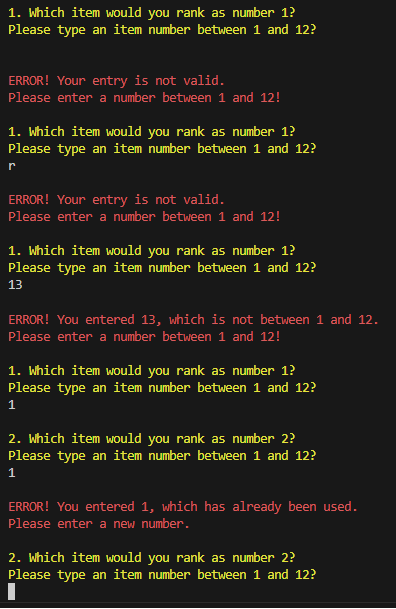 1. Which item would you rank as number 1?
Please type an item number between 1 and 12?
ERROR! Your entry is not valid.
Please enter a number between 1 and 12!
1. Which item would you rank as number 1?
Please type an item number between 1 and 12?
r
ERROR! Your entry is not valid.
Please enter a number between 1 and 12!
1. Which item would you rank as number 1?
Please type an item number between 1 and 12?
13
ERROR! You entered 13, which is not between 1 and 12.
Please enter a number between 1 and 12!
1. Which item would you rank as number 1?
Please type an item number between 1 and 12?
1
2. Which item would you rank as number 2?
Please type an item number between 1 and 12?
1
ERROR! You entered 1, which has already been used.
Please enter a new number.
2. Which item would you rank as number 2?
Please type an item number between 1 and 12?